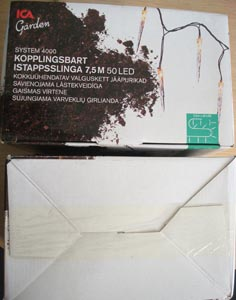 ICA
Garden
SYSTEM 4000
KOPPLINGSBART
ISTAPPSSLINGA 7,5 M 50 LED
KOKKUÜHENDATAV VALGUSKETT JÄÄPURIKAD
SAVIENOJAMA LĀSTEKVEIDĪGA
GAISMAS VIRTENE
SUJUNGIAMA VARVEKLIŲ GIRLIANDA